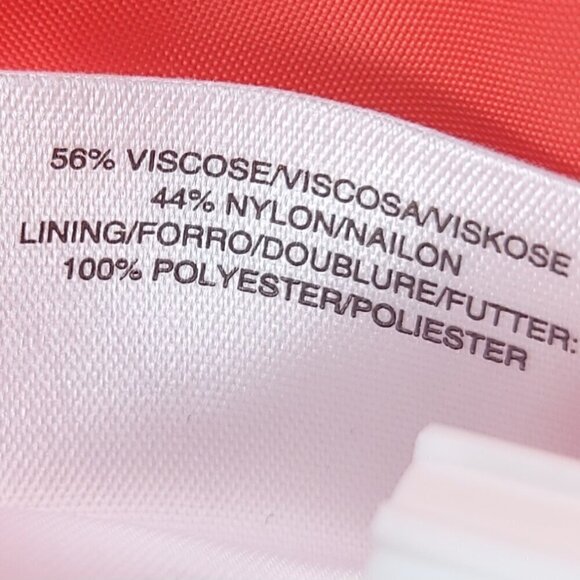 56% VISCOSE/VISCOSA/VISKOSE
44% NYLON/NAILON
LINING/FORRO/DOUBLURE/FUTTER:
100% POLYESTER/POLIESTER